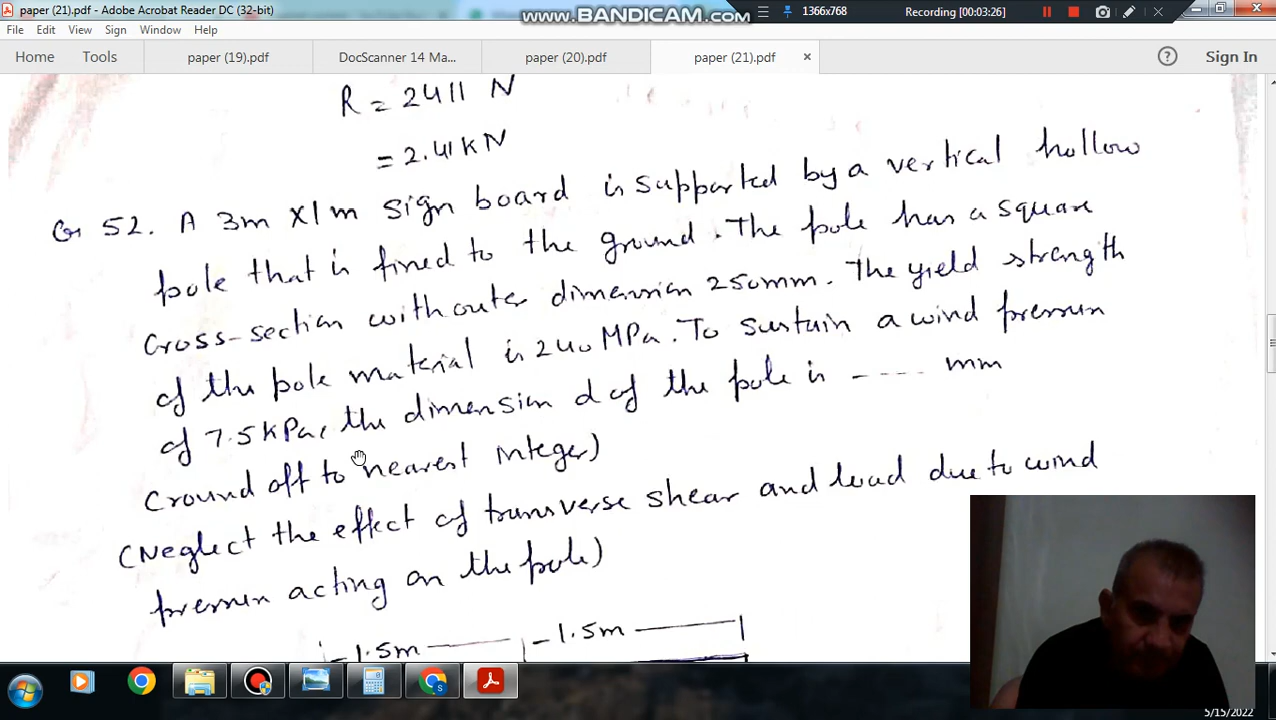 paper (21).pdf - Adobe Acrobat Reader DC (32-bit)
www.BANDICAM.com
1366x768
Recording [00:03:26]
File Edit View Sign Window Help
Home Tools paper (19).pdf DocScanner 14 Ma... paper (20).pdf paper (21).pdf × Sign In
R = 2411 N
= 2.41 kN
Q 52. A 3m X1m sign board is supported by a vertical hollow
pole that is fined to the ground. The pole has a square
Cross-section with outer dimension 250mm. The yield strength
of the pole material is 240 MPa. To sustain a wind pressure
of 7.5 kPa, the dimension d of the pole is ---- mm
(round off to nearest integer)
(Neglect the effect of transverse shear and load due to wind
pressure acting on the pole)
1.5m 1.5m
5/15/2022